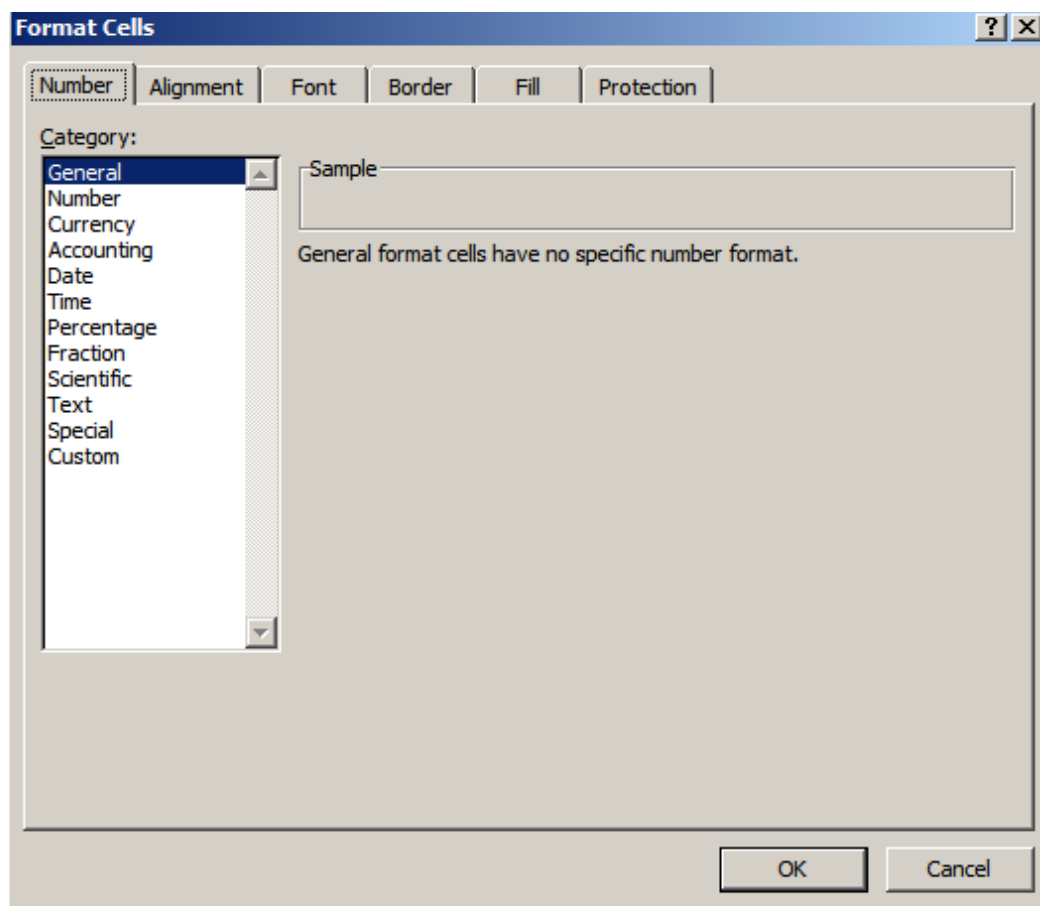 Format Cells
Number Alignment Font Border Fill Protection
Category:
General
Number
Currency
Accounting
Date
Time
Percentage
Fraction
Scientific
Text
Special
Custom
Sample
General format cells have no specific number format.
OK Cancel